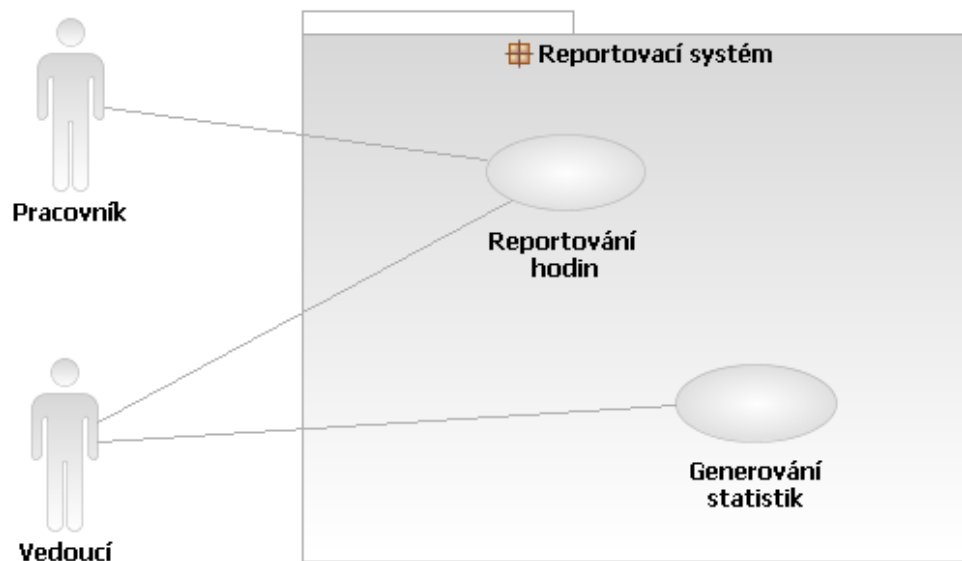 Reportovací systém
Pracovník
Reportování
hodin
Generování
statistik
Vedoucí